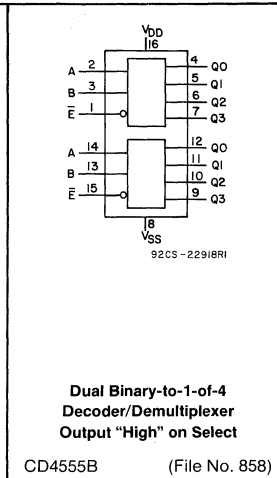 VDD
16
A 2 4 Q0
5 Q1
B 3
6 Q2
E̅ 1 7 Q3
A 14 12 Q0
11 Q1
B 13
10 Q2
E̅ 15 9 Q3
8
VSS
92CS-22918R1
Dual Binary-to-1-of-4
Decoder/Demultiplexer
Output "High" on Select
CD4555B (File No. 858)